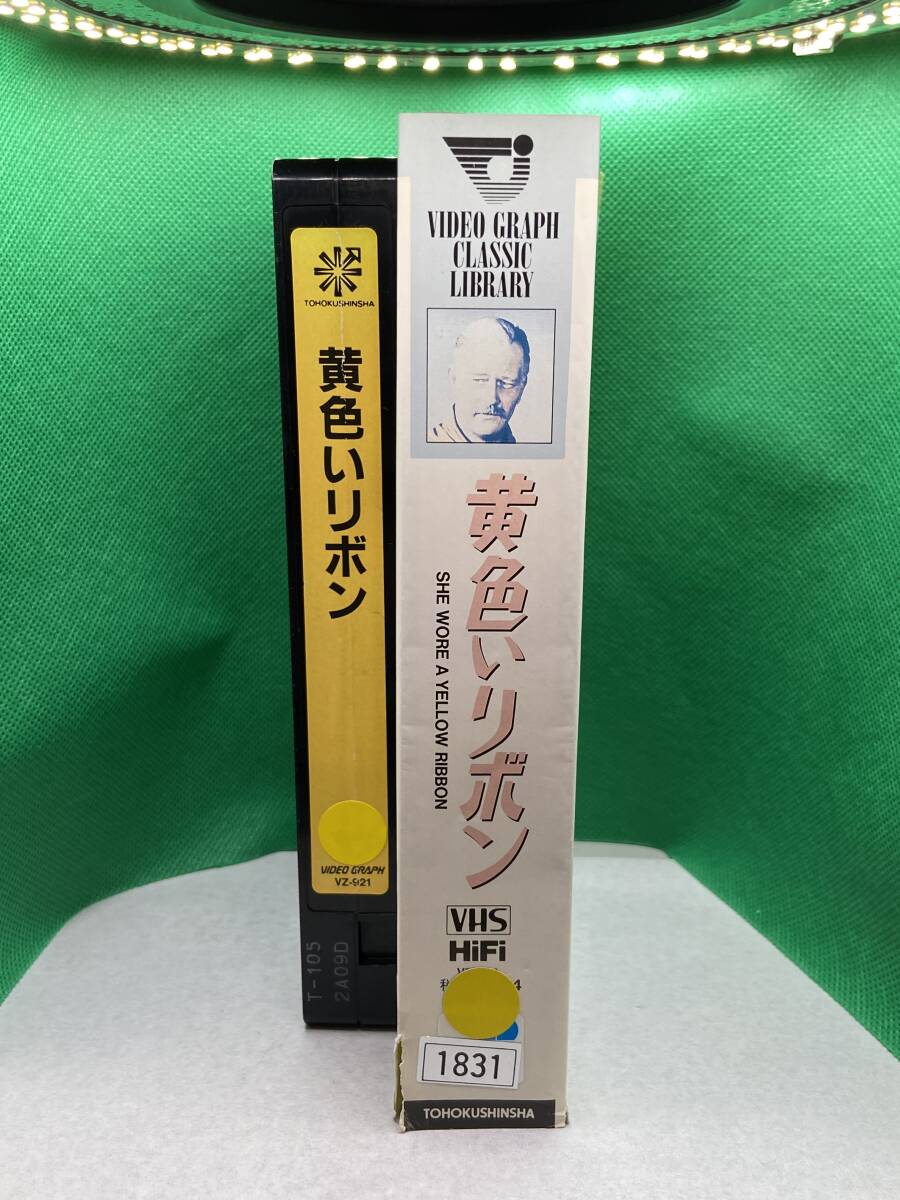 TOHOKUSHINSHA
黄色いリボン
VIDEO GRAPH
VZ-921
T-105
2A09D
VIDEO GRAPH
CLASSIC
LIBRARY
黄色いリボン
SHE WORE A YELLOW RIBBON
VHS
HiFi
1831
TOHOKUSHINSHA